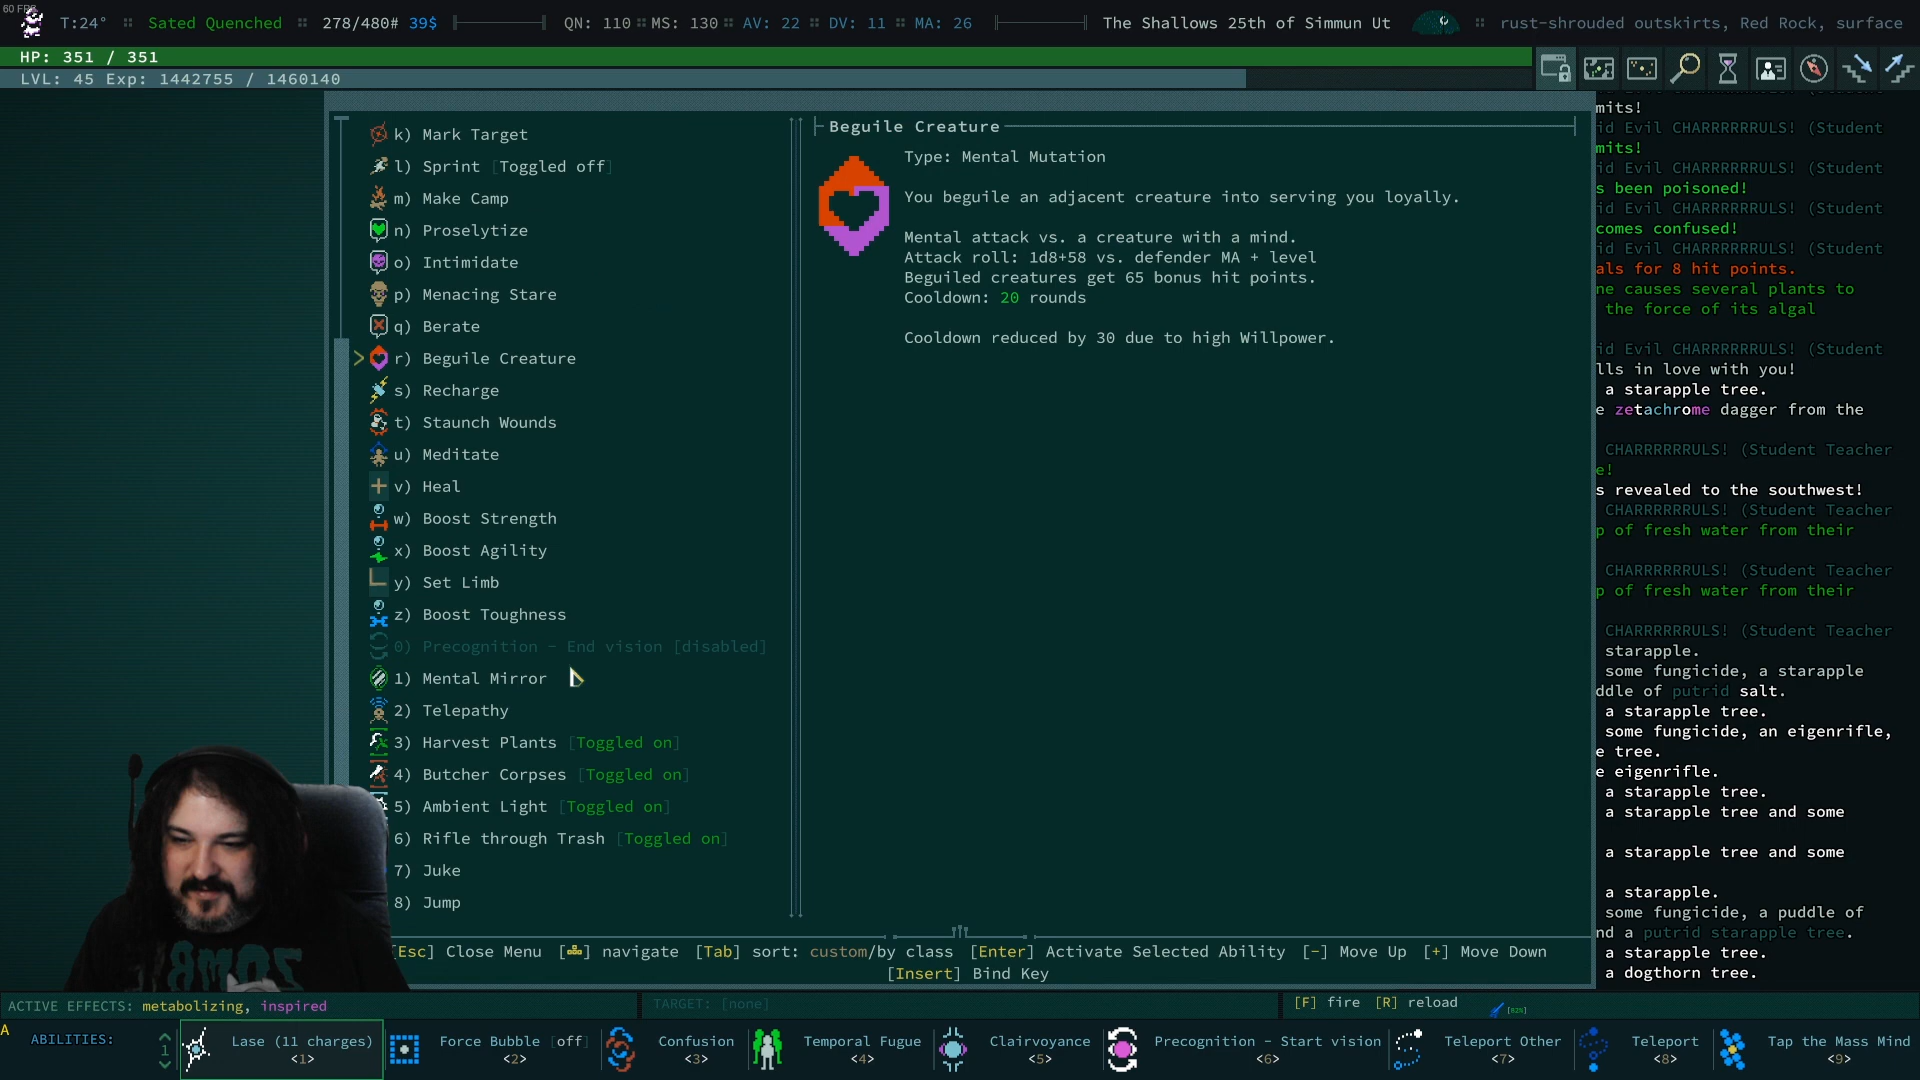 60 FPS
T:24° Sated Quenched 278/480# 39$ QN: 110 MS: 130 AV: 22 DV: 11 MA: 26 The Shallows 25th of Simmun Ut rust-shrouded outskirts, Red Rock, surface
HP: 351 / 351
LVL: 45 Exp: 1442755 / 1460140
k) Mark Target
l) Sprint [Toggled off]
m) Make Camp
n) Proselytize
o) Intimidate
p) Menacing Stare
q) Berate
> r) Beguile Creature
s) Recharge
t) Staunch Wounds
u) Meditate
v) Heal
w) Boost Strength
x) Boost Agility
y) Set Limb
z) Boost Toughness
0) Precognition - End vision [disabled]
1) Mental Mirror
2) Telepathy
3) Harvest Plants [Toggled on]
4) Butcher Corpses [Toggled on]
5) Ambient Light [Toggled on]
6) Rifle through Trash [Toggled on]
7) Juke
8) Jump
Beguile Creature
Type: Mental Mutation
You beguile an adjacent creature into serving you loyally.
Mental attack vs. a creature with a mind.
Attack roll: 1d8+58 vs. defender MA + level
Beguiled creatures get 65 bonus hit points.
Cooldown: 20 rounds
Cooldown reduced by 30 due to high Willpower.
mits!
id Evil CHARRRRRRULS! (Student
mits!
id Evil CHARRRRRRULS! (Student
s been poisoned!
id Evil CHARRRRRRULS! (Student
comes confused!
id Evil CHARRRRRRULS! (Student
als for 8 hit points.
ne causes several plants to
the force of its algal
id Evil CHARRRRRRULS! (Student
lls in love with you!
a starapple tree.
e zetachrome dagger from the
CHARRRRRRULS! (Student Teacher
e!
s revealed to the southwest!
CHARRRRRRULS! (Student Teacher
p of fresh water from their
CHARRRRRRULS! (Student Teacher
p of fresh water from their
CHARRRRRRULS! (Student Teacher
starapple.
some fungicide, a starapple
ddle of putrid salt.
a starapple tree.
some fungicide, an eigenrifle,
e tree.
e eigenrifle.
a starapple tree.
a starapple tree and some
a starapple tree and some
a starapple.
some fungicide, a puddle of
nd a putrid starapple tree.
a starapple tree.
a dogthorn tree.
[Esc] Close Menu navigate [Tab] sort: custom/by class [Enter] Activate Selected Ability [-] Move Up [+] Move Down
[Insert] Bind Key
ACTIVE EFFECTS: metabolizing, inspired TARGET: [none] [F] fire [R] reload [82%]
A
ABILITIES: 1 Lase (11 charges) <1> Force Bubble [off] <2> Confusion <3> Temporal Fugue <4> Clairvoyance <5> Precognition - Start vision <6> Teleport Other <7> Teleport <8> Tap the Mass Mind <9>